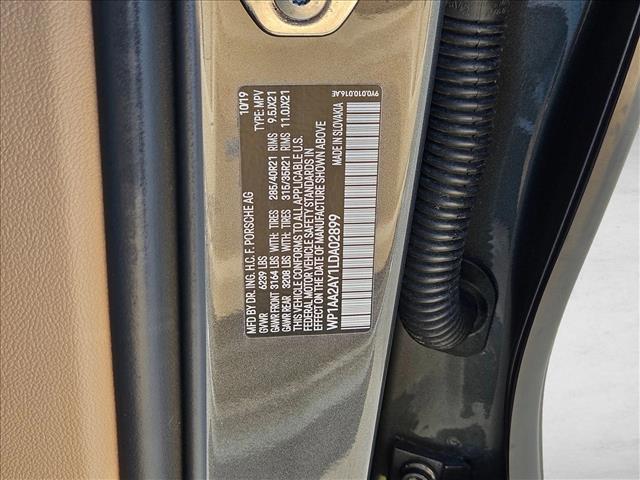 MFD BY DR. ING. H.C. F. PORSCHE AG 10/19
GVWR 6239 LBS TYPE: MPV
GAWR FRONT 3164 LBS WITH: TIRES 285/40R21 RIMS 9.5JX21
GAWR REAR 3208 LBS WITH: TIRES 315/35R21 RIMS 11.0JX21
THIS VEHICLE CONFORMS TO ALL APPLICABLE U.S.
FEDERAL MOTOR VEHICLE SAFETY STANDARDS IN
EFFECT ON THE DATE OF MANUFACTURE SHOWN ABOVE
MADE IN SLOVAKIA
WP1AA2AY1LDA02899
9Y0.010.016.AE